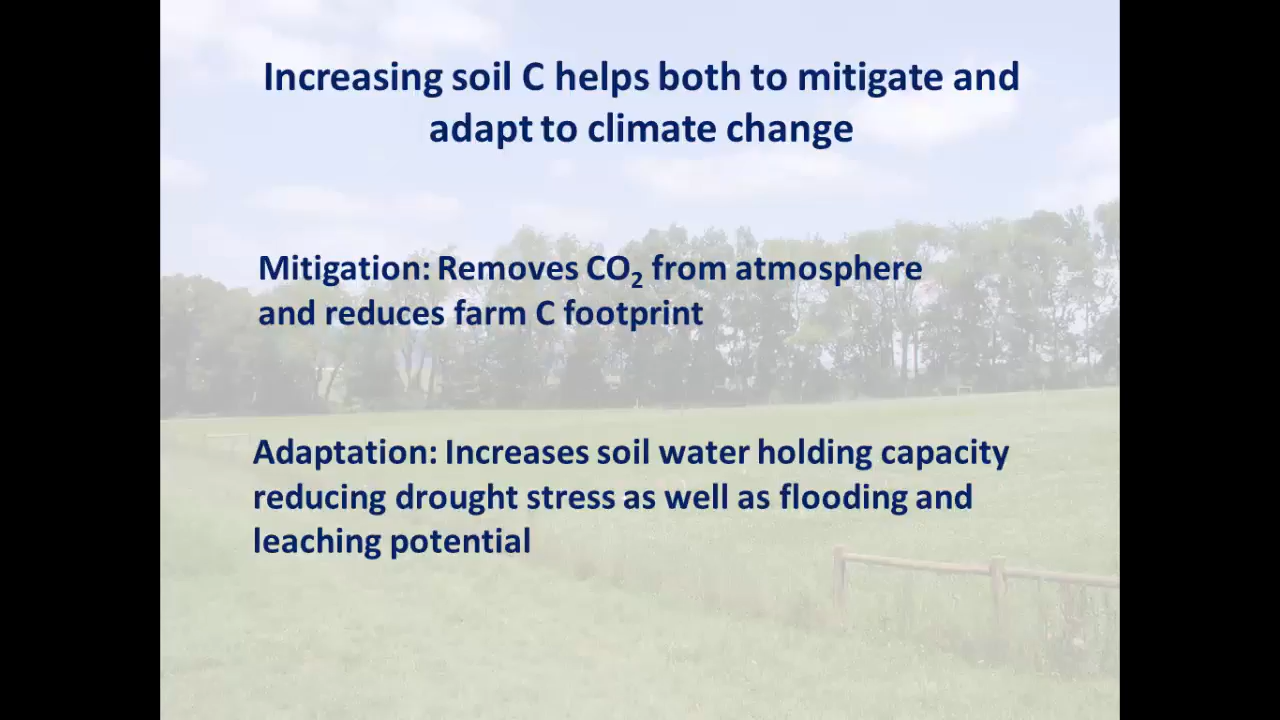 Increasing soil C helps both to mitigate and
adapt to climate change
Mitigation: Removes CO₂ from atmosphere
and reduces farm C footprint
Adaptation: Increases soil water holding capacity
reducing drought stress as well as flooding and
leaching potential